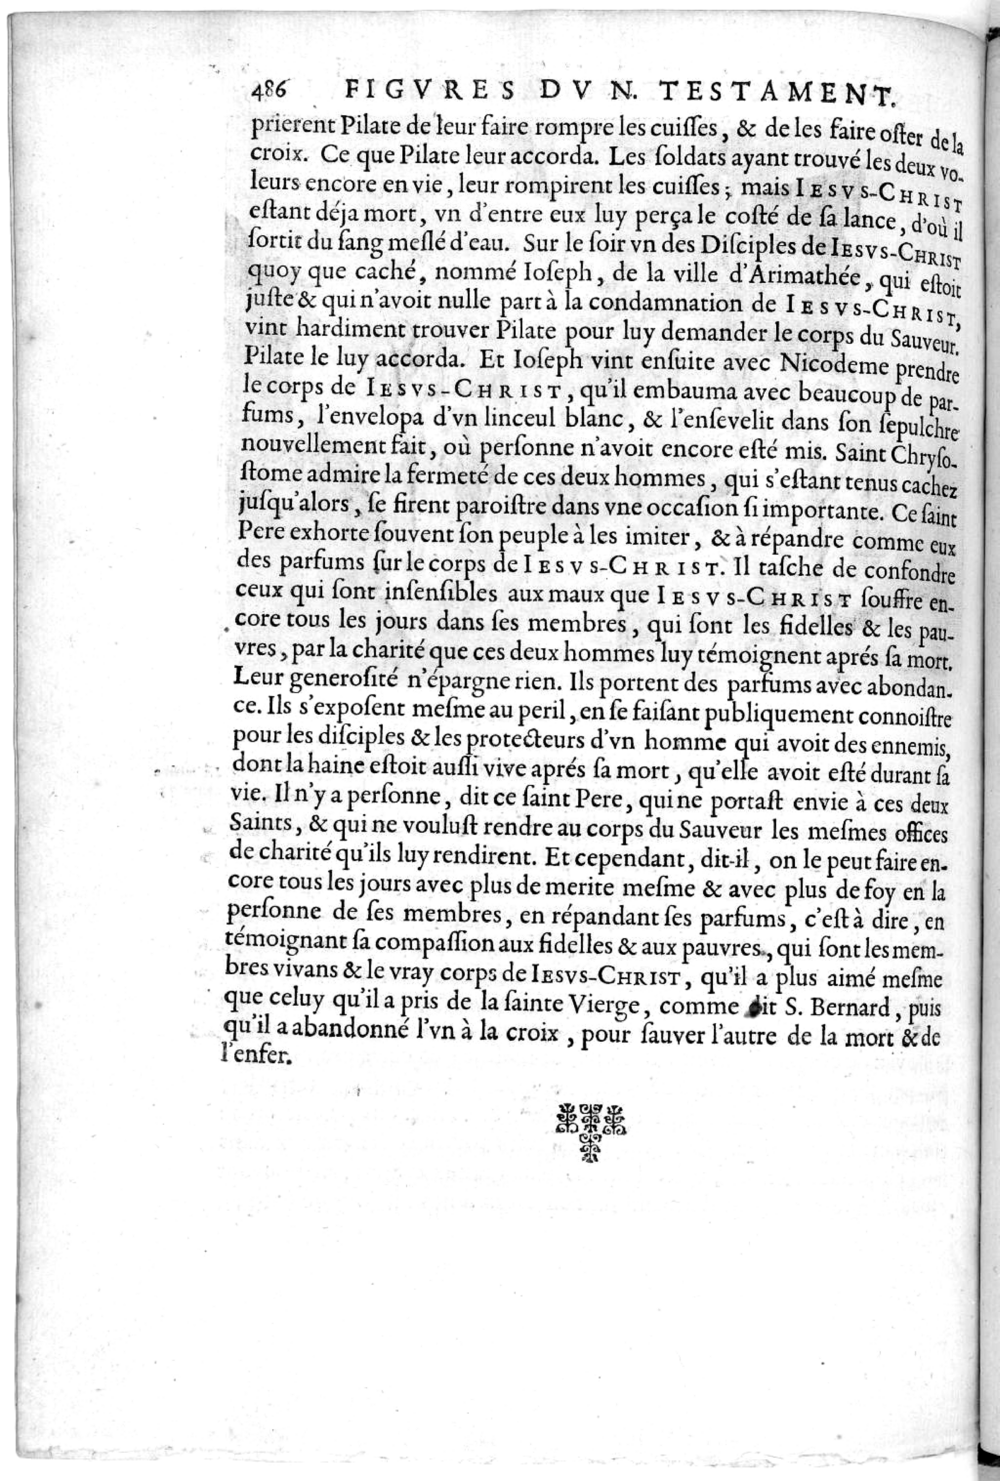 486 FIGVRES DV N. TESTAMENT.
prierent Pilate de leur faire rompre les cuiſſes, & de les faire oſter de la
croix. Ce que Pilate leur accorda. Les ſoldats ayant trouvé les deux vo-
leurs encore en vie, leur rompirent les cuiſſes; mais IESVS-CHRIST
eſtant déja mort, vn d'entre eux luy perça le coſté de ſa lance, d'où il
ſortit du ſang meſlé d'eau. Sur le ſoir vn des Diſciples de IESVS-CHRIST
quoy que caché, nommé Ioſeph, de la ville d'Arimathée, qui eſtoit
juſte & qui n'avoit nulle part à la condamnation de IESVS-CHRIST,
vint hardiment trouver Pilate pour luy demander le corps du Sauveur.
Pilate le luy accorda. Et Ioſeph vint enſuite avec Nicodeme prendre
le corps de IESVS-CHRIST, qu'il embauma avec beaucoup de par-
fums, l'envelopa d'vn linceul blanc, & l'enſevelit dans ſon ſepulchre
nouvellement fait, où perſonne n'avoit encore eſté mis. Saint Chryſo-
ſtome admire la fermeté de ces deux hommes, qui s'eſtant tenus cachez
juſqu'alors, ſe firent paroiſtre dans vne occaſion ſi importante. Ce ſaint
Pere exhorte ſouvent ſon peuple à les imiter, & à répandre comme eux
des parfums ſur le corps de IESVS-CHRIST. Il taſche de confondre
ceux qui ſont inſenſibles aux maux que IESVS-CHRIST ſouffre en-
core tous les jours dans ſes membres, qui ſont les fidelles & les pau-
vres, par la charité que ces deux hommes luy témoignent aprés ſa mort.
Leur generoſité n'épargne rien. Ils portent des parfums avec abondan-
ce. Ils s'expoſent meſme au peril, en ſe faiſant publiquement connoiſtre
pour les diſciples & les protecteurs d'vn homme qui avoit des ennemis,
dont la haine eſtoit auſſi vive aprés ſa mort, qu'elle avoit eſté durant ſa
vie. Il n'y a perſonne, dit ce ſaint Pere, qui ne portaſt envie à ces deux
Saints, & qui ne vouluſt rendre au corps du Sauveur les meſmes offices
de charité qu'ils luy rendirent. Et cependant, dit-il, on le peut faire en-
core tous les jours avec plus de merite meſme & avec plus de foy en la
perſonne de ſes membres, en répandant ſes parfums, c'eſt à dire, en
témoignant ſa compaſſion aux fidelles & aux pauvres, qui ſont les mem-
bres vivans & le vray corps de IESVS-CHRIST, qu'il a plus aimé meſme
que celuy qu'il a pris de la ſainte Vierge, comme dit S. Bernard, puis
qu'il a abandonné l'vn à la croix, pour ſauver l'autre de la mort & de
l'enfer.